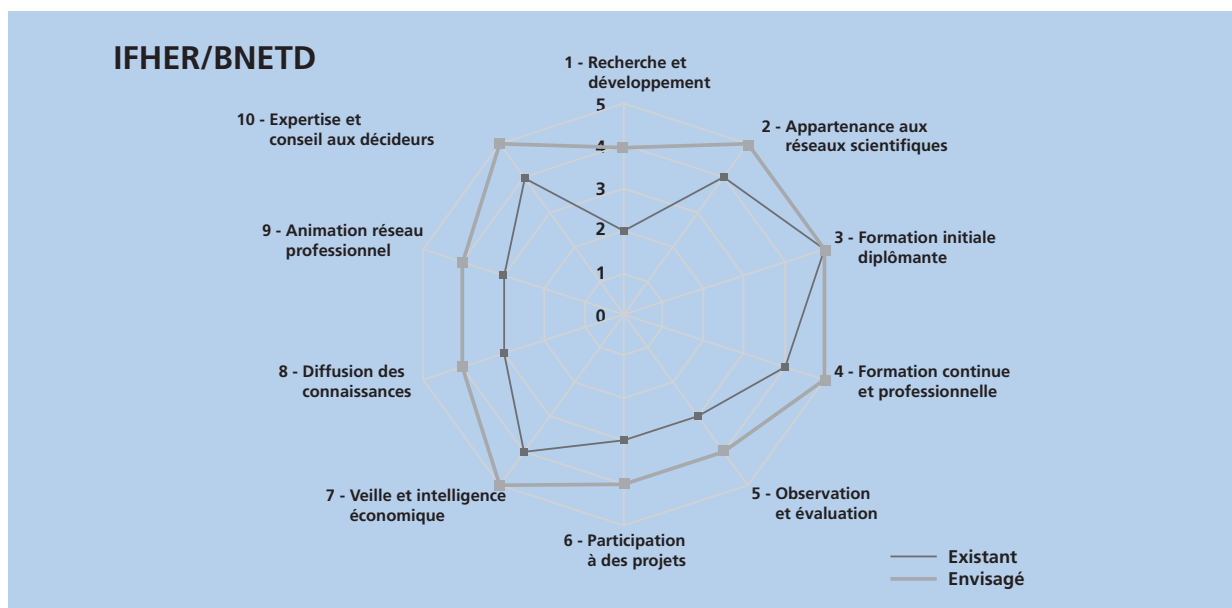 IFHER/BNETD
1 - Recherche et
développement
2 - Appartenance aux
réseaux scientifiques
3 - Formation initiale
diplômante
4 - Formation continue
et professionnelle
5 - Observation
et évaluation
6 - Participation
à des projets
7 - Veille et intelligence
économique
8 - Diffusion des
connaissances
9 - Animation réseau
professionnel
10 - Expertise et
conseil aux décideurs
5
4
3
2
1
0
Existant
Envisagé